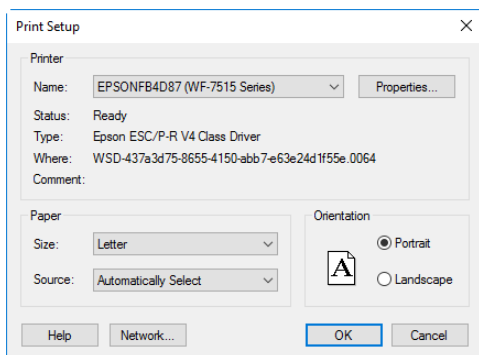 Print Setup
Printer
Name: EPSONFB4D87 (WF-7515 Series) Properties...
Status: Ready
Type: Epson ESC/P-R V4 Class Driver
Where: WSD-437a3d75-8655-4150-abb7-e63e24d1f55e.0064
Comment:
Paper Orientation
Size: Letter Portrait
A
Source: Automatically Select Landscape
Help Network... OK Cancel